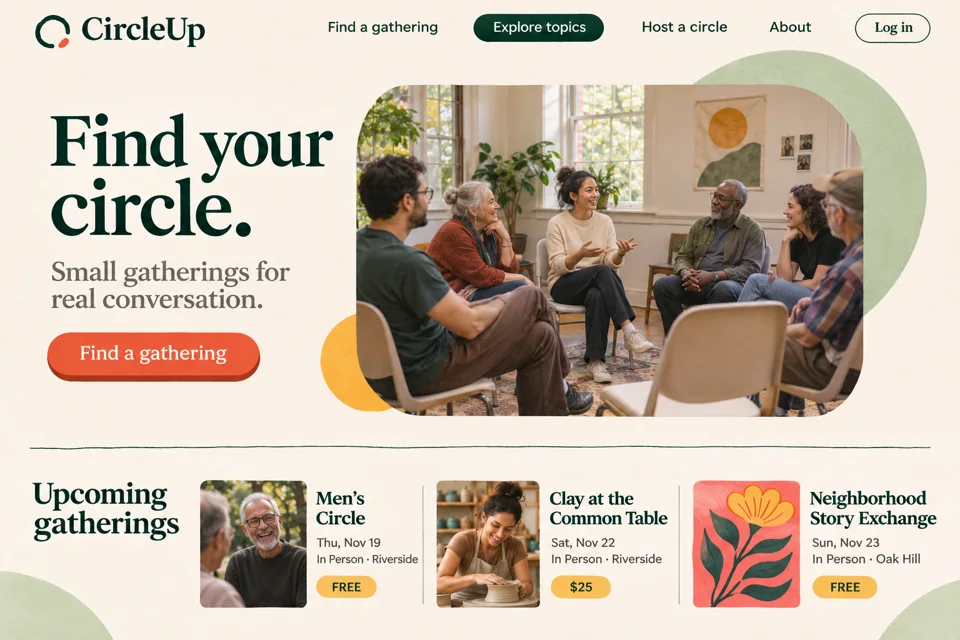 CircleUp
Find a gathering
Explore topics
Host a circle
About
Log in
Find your
circle.
Small gatherings for
real conversation.
Find a gathering
Upcoming
gatherings
Men's
Circle
Thu, Nov 19
In Person · Riverside
FREE
Clay at the
Common Table
Sat, Nov 22
In Person · Riverside
$25
Neighborhood
Story Exchange
Sun, Nov 23
In Person · Oak Hill
FREE